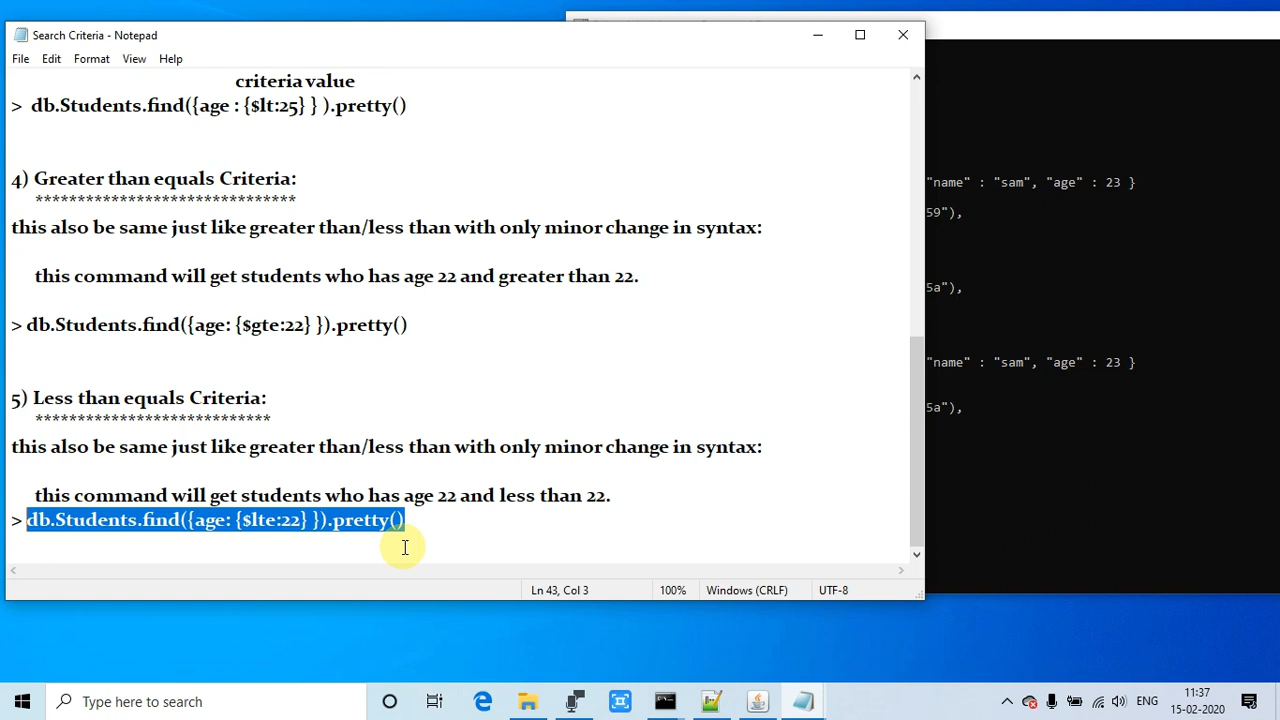 Search Criteria - Notepad
File Edit Format View Help
criteria value
> db.Students.find({age : {$lt:25} } ).pretty()
4) Greater than equals Criteria:
*******************************
this also be same just like greater than/less than with only minor change in syntax:
this command will get students who has age 22 and greater than 22.
> db.Students.find({age: {$gte:22} }).pretty()
5) Less than equals Criteria:
****************************
this also be same just like greater than/less than with only minor change in syntax:
this command will get students who has age 22 and less than 22.
> db.Students.find({age: {$lte:22} }).pretty()
Ln 43, Col 3 100% Windows (CRLF) UTF-8
"name" : "sam", "age" : 23 }
59"),
5a"),
"name" : "sam", "age" : 23 }
5a"),
Type here to search
ENG
11:37
15-02-2020